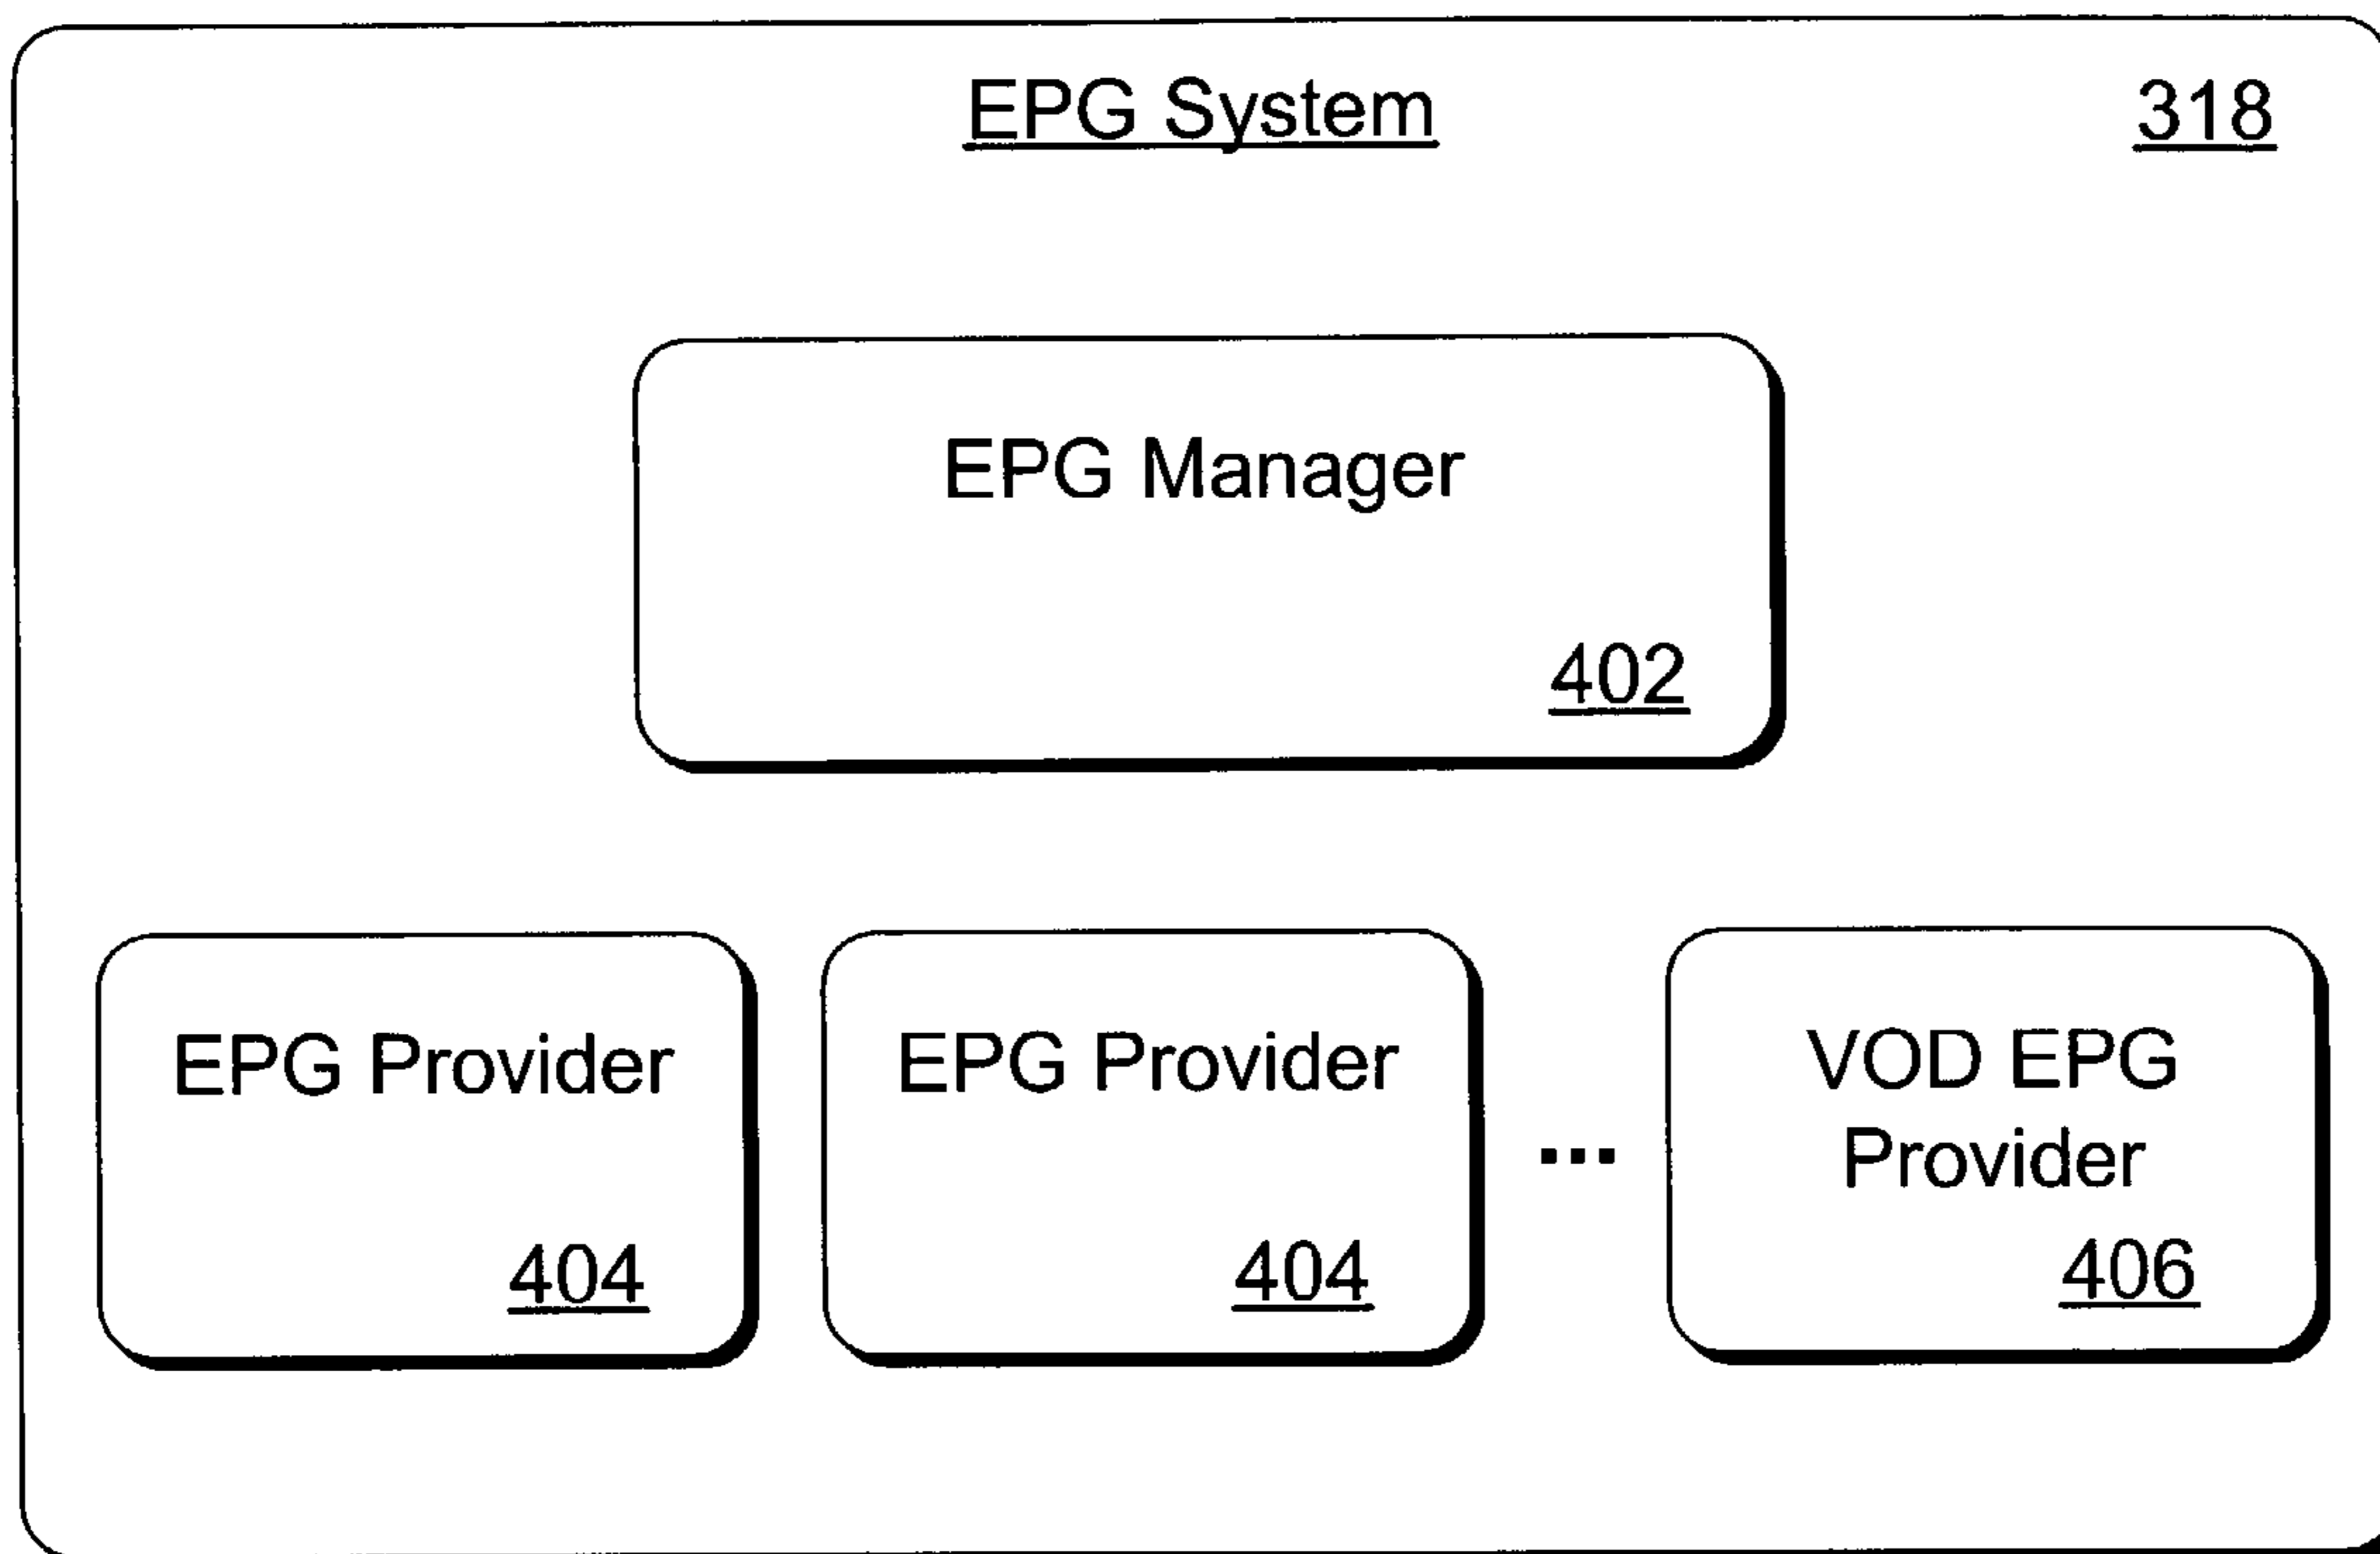 EPG System
318
EPG Manager
402
EPG Provider
404
EPG Provider
404
...
VOD EPG
Provider
406